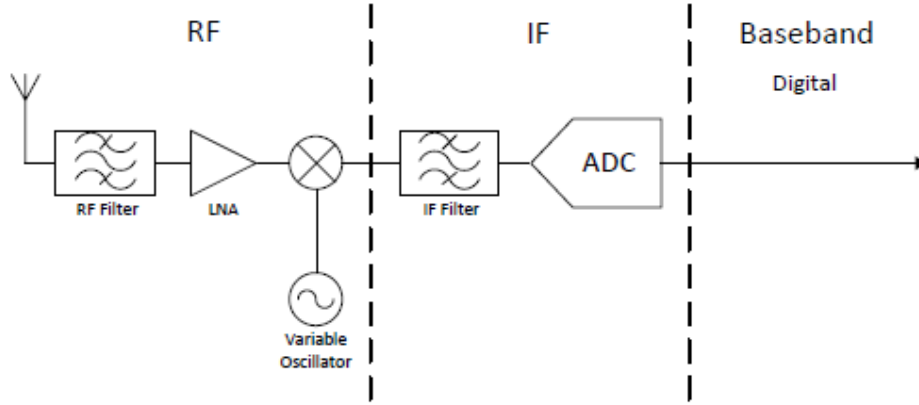 RF
IF
Baseband
Digital
ADC
RF Filter
LNA
IF Filter
Variable
Oscillator